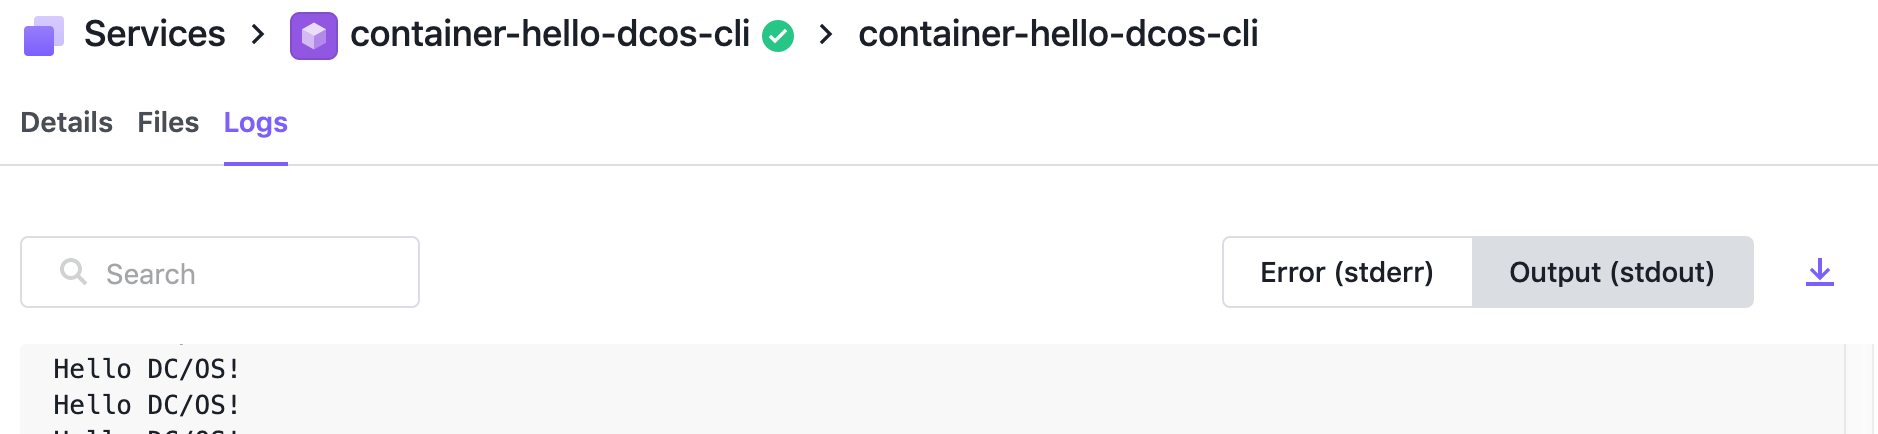 Services > container-hello-dcos-cli > container-hello-dcos-cli
Details Files Logs
Search Error (stderr) Output (stdout)
Hello DC/OS!
Hello DC/OS!